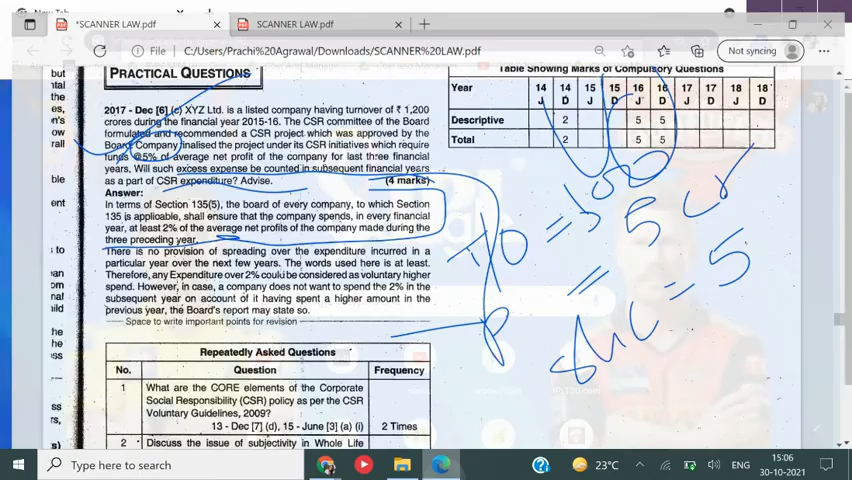 *SCANNER LAW.pdf
SCANNER LAW.pdf
File
C:/Users/Prachi%20Agrawal/Downloads/SCANNER%20LAW.pdf
Not syncing
PRACTICAL QUESTIONS
2017 - Dec [6] (c) XYZ Ltd. is a listed company having turnover of ₹ 1,200
crores during the financial year 2015-16. The CSR committee of the Board
formulated and recommended a CSR project which was approved by the
Board. Company finalised the project under its CSR initiatives which require
funds @5% of average net profit of the company for last three financial
years. Will such excess expense be counted in subsequent financial years
as a part of CSR expenditure? Advise. (4 marks)
Answer:
In terms of Section 135(5), the board of every company, to which Section
135 is applicable, shall ensure that the company spends, in every financial
year, at least 2% of the average net profits of the company made during the
three preceding year.
There is no provision of spreading over the expenditure incurred in a
particular year over the next few years. The words used here is at least.
Therefore, any Expenditure over 2% could be considered as voluntary higher
spend. However, in case, a company does not want to spend the 2% in the
subsequent year on account of it having spent a higher amount in the
previous year, the Board's report may state so.
Space to write important points for revision
Repeatedly Asked Questions
No. Question Frequency
1 What are the CORE elements of the Corporate
Social Responsibility (CSR) policy as per the CSR
Voluntary Guidelines, 2009?
13 - Dec [7] (d), 15 - June [3] (a) (i) 2 Times
2 Discuss the issue of subjectivity in Whole Life
Table Showing Marks of Compulsory Questions
Year 14 J 14 D 15 J 15 D 16 J 16 D 17 J 17 D 18 J 18 D
Descriptive 2 5 5
Total 2 5 5
5 cr
= 5
Type here to search
23°C
ENG
15:06
30-10-2021